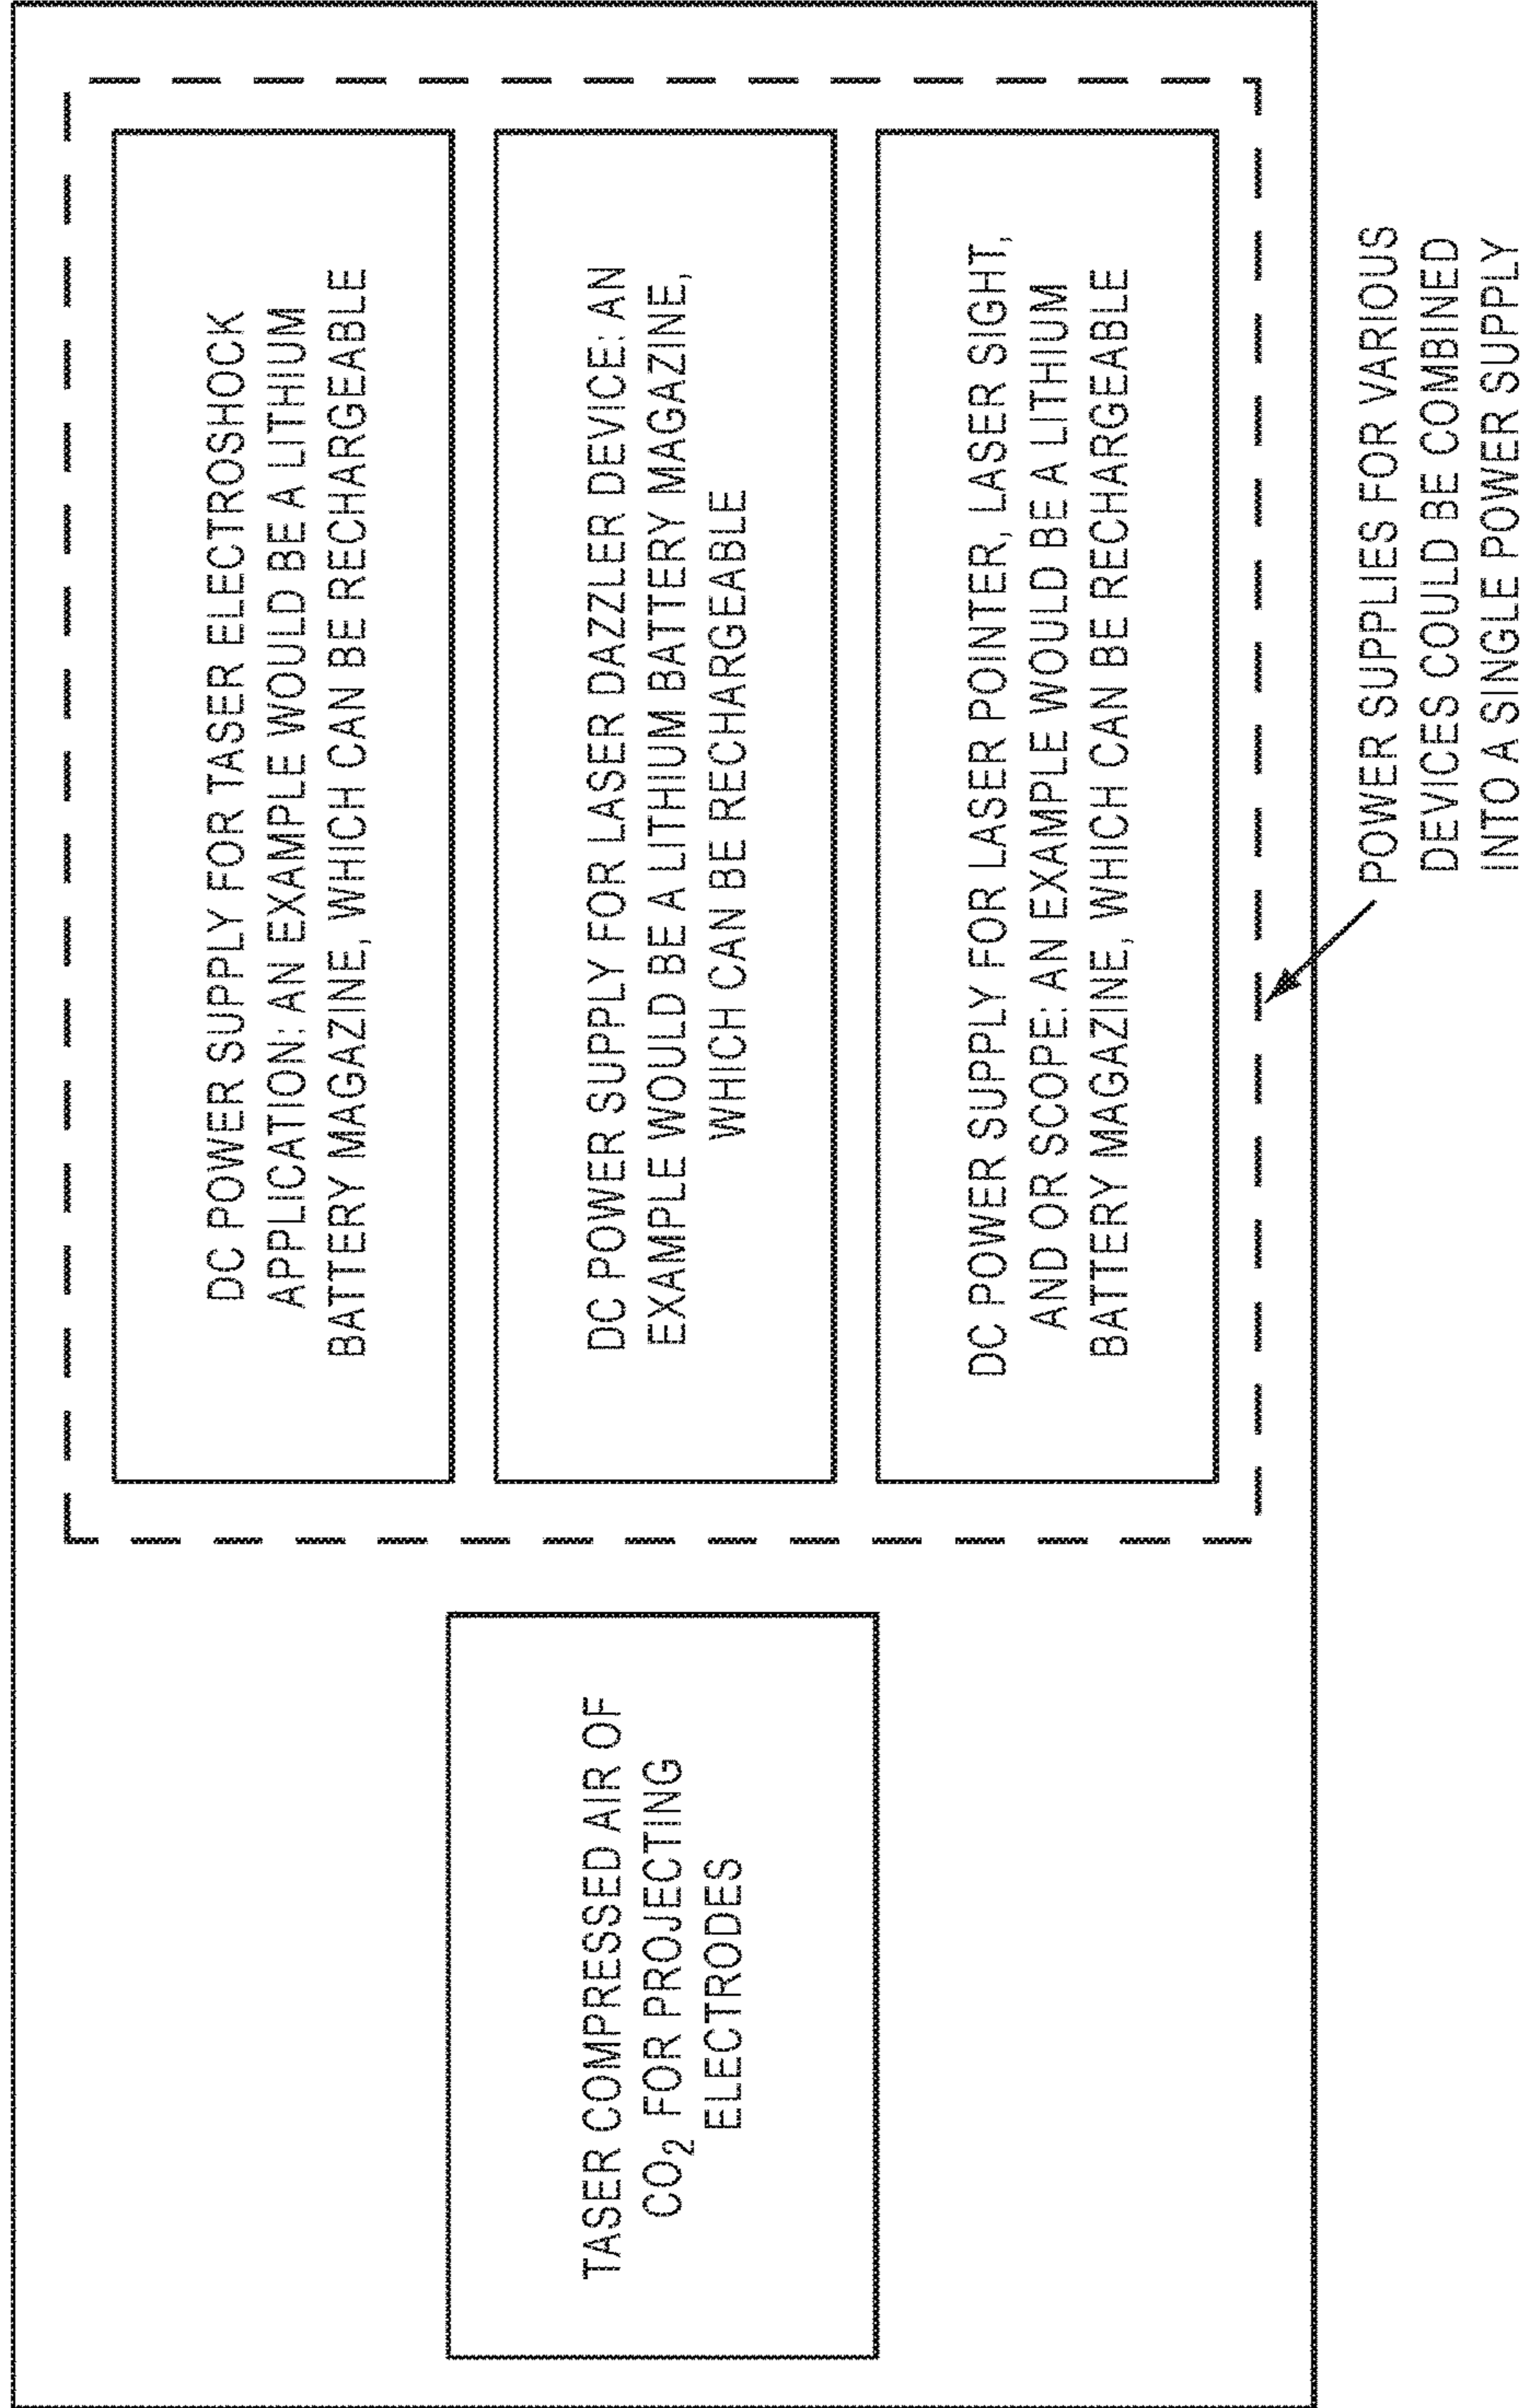 TASER COMPRESSED AIR OF
CO₂ FOR PROJECTING
ELECTRODES
DC POWER SUPPLY FOR TASER ELECTROSHOCK
APPLICATION: AN EXAMPLE WOULD BE A LITHIUM
BATTERY MAGAZINE, WHICH CAN BE RECHARGEABLE
DC POWER SUPPLY FOR LASER DAZZLER DEVICE: AN
EXAMPLE WOULD BE A LITHIUM BATTERY MAGAZINE,
WHICH CAN BE RECHARGEABLE
DC POWER SUPPLY FOR LASER POINTER, LASER SIGHT,
AND OR SCOPE: AN EXAMPLE WOULD BE A LITHIUM
BATTERY MAGAZINE, WHICH CAN BE RECHARGEABLE
POWER SUPPLIES FOR VARIOUS
DEVICES COULD BE COMBINED
INTO A SINGLE POWER SUPPLY